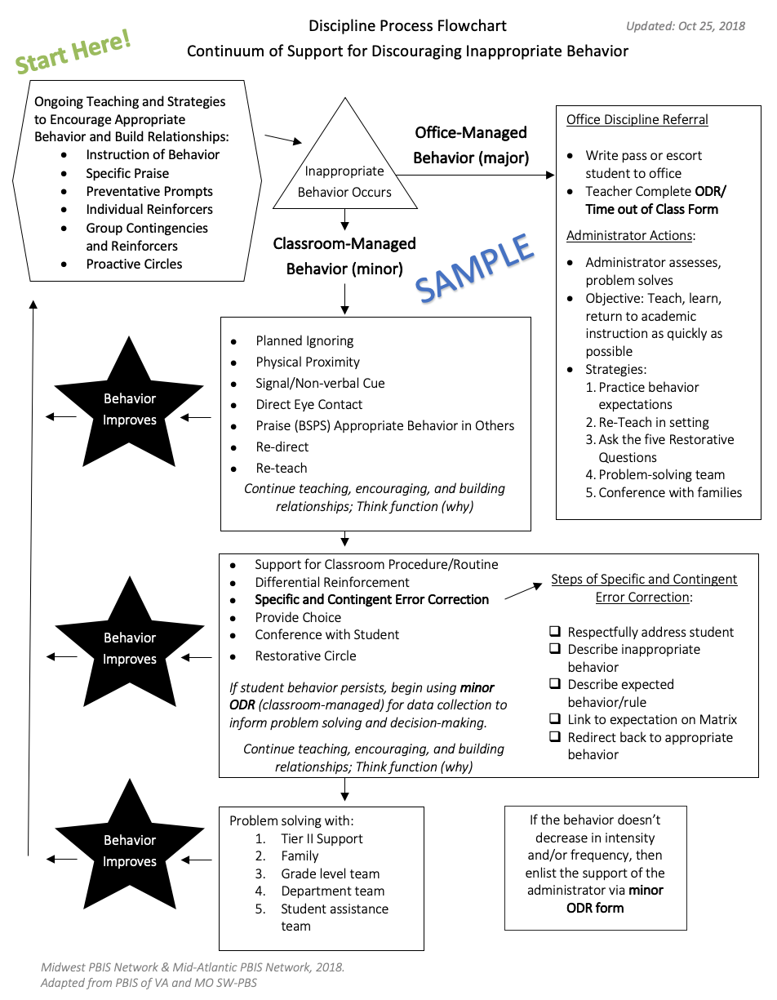 Discipline Process Flowchart
Updated: Oct 25, 2018
Continuum of Support for Discouraging Inappropriate Behavior
Start Here!
Ongoing Teaching and Strategies
to Encourage Appropriate
Behavior and Build Relationships:
• Instruction of Behavior
• Specific Praise
• Preventative Prompts
• Individual Reinforcers
• Group Contingencies
and Reinforcers
• Proactive Circles
Inappropriate
Behavior Occurs
Office-Managed
Behavior (major)
Office Discipline Referral
• Write pass or escort
student to office
• Teacher Complete ODR/
Time out of Class Form
Administrator Actions:
• Administrator assesses,
problem solves
• Objective: Teach, learn,
return to academic
instruction as quickly as
possible
• Strategies:
1. Practice behavior
expectations
2. Re-Teach in setting
3. Ask the five Restorative
Questions
4. Problem-solving team
5. Conference with families
Classroom-Managed
Behavior (minor)
SAMPLE
• Planned Ignoring
• Physical Proximity
• Signal/Non-verbal Cue
• Direct Eye Contact
• Praise (BSPS) Appropriate Behavior in Others
• Re-direct
• Re-teach
Continue teaching, encouraging, and building
relationships; Think function (why)
Behavior
Improves
• Support for Classroom Procedure/Routine
• Differential Reinforcement
• Specific and Contingent Error Correction
• Provide Choice
• Conference with Student
• Restorative Circle
If student behavior persists, begin using minor
ODR (classroom-managed) for data collection to
inform problem solving and decision-making.
Continue teaching, encouraging, and building
relationships; Think function (why)
Steps of Specific and Contingent
Error Correction:
❑ Respectfully address student
❑ Describe inappropriate
behavior
❑ Describe expected
behavior/rule
❑ Link to expectation on Matrix
❑ Redirect back to appropriate
behavior
Behavior
Improves
Problem solving with:
1. Tier II Support
2. Family
3. Grade level team
4. Department team
5. Student assistance
team
Behavior
Improves
If the behavior doesn't
decrease in intensity
and/or frequency, then
enlist the support of the
administrator via minor
ODR form
Midwest PBIS Network & Mid-Atlantic PBIS Network, 2018.
Adapted from PBIS of VA and MO SW-PBS